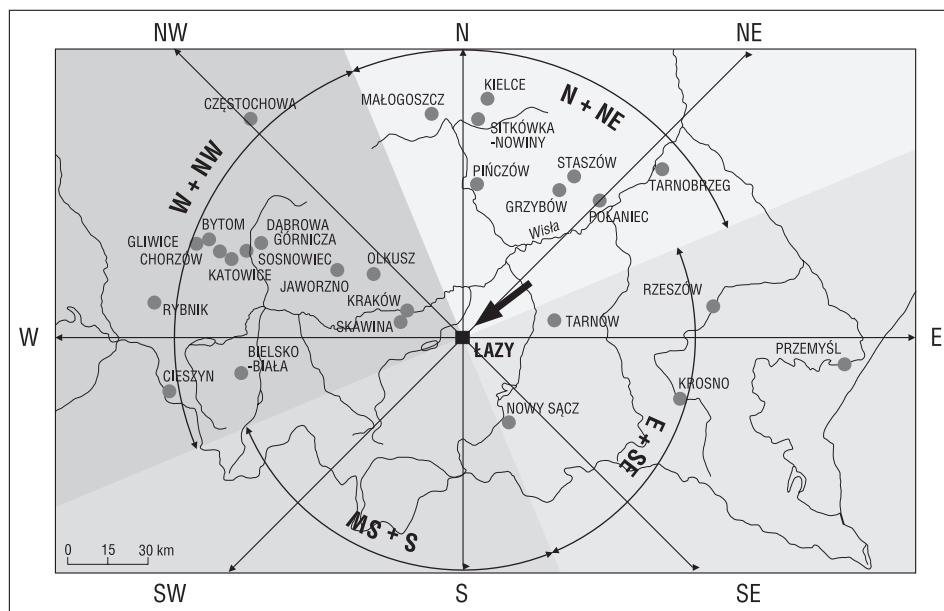 NW
N
NE
CZĘSTOCHOWA
MAŁOGOSZCZ
KIELCE
SITKÓWKA
-NOWINY
N + NE
W + NW
PIŃCZÓW
STASZÓW
GRZYBÓW
POŁANIEC
TARNOBRZEG
Wisła
BYTOM
DĄBROWA
GÓRNICZA
GLIWICE
CHORZÓW
SOSNOWIEC
KATOWICE
JAWORZNO
OLKUSZ
RYBNIK
KRAKÓW
SKAWINA
RZESZÓW
TARNÓW
W
ŁAZY
E
PRZEMYŚL
BIELSKO
-BIAŁA
CIESZYN
KROSNO
NOWY SĄCZ
E + SE
S + SW
0 15 30 km
SW
S
SE